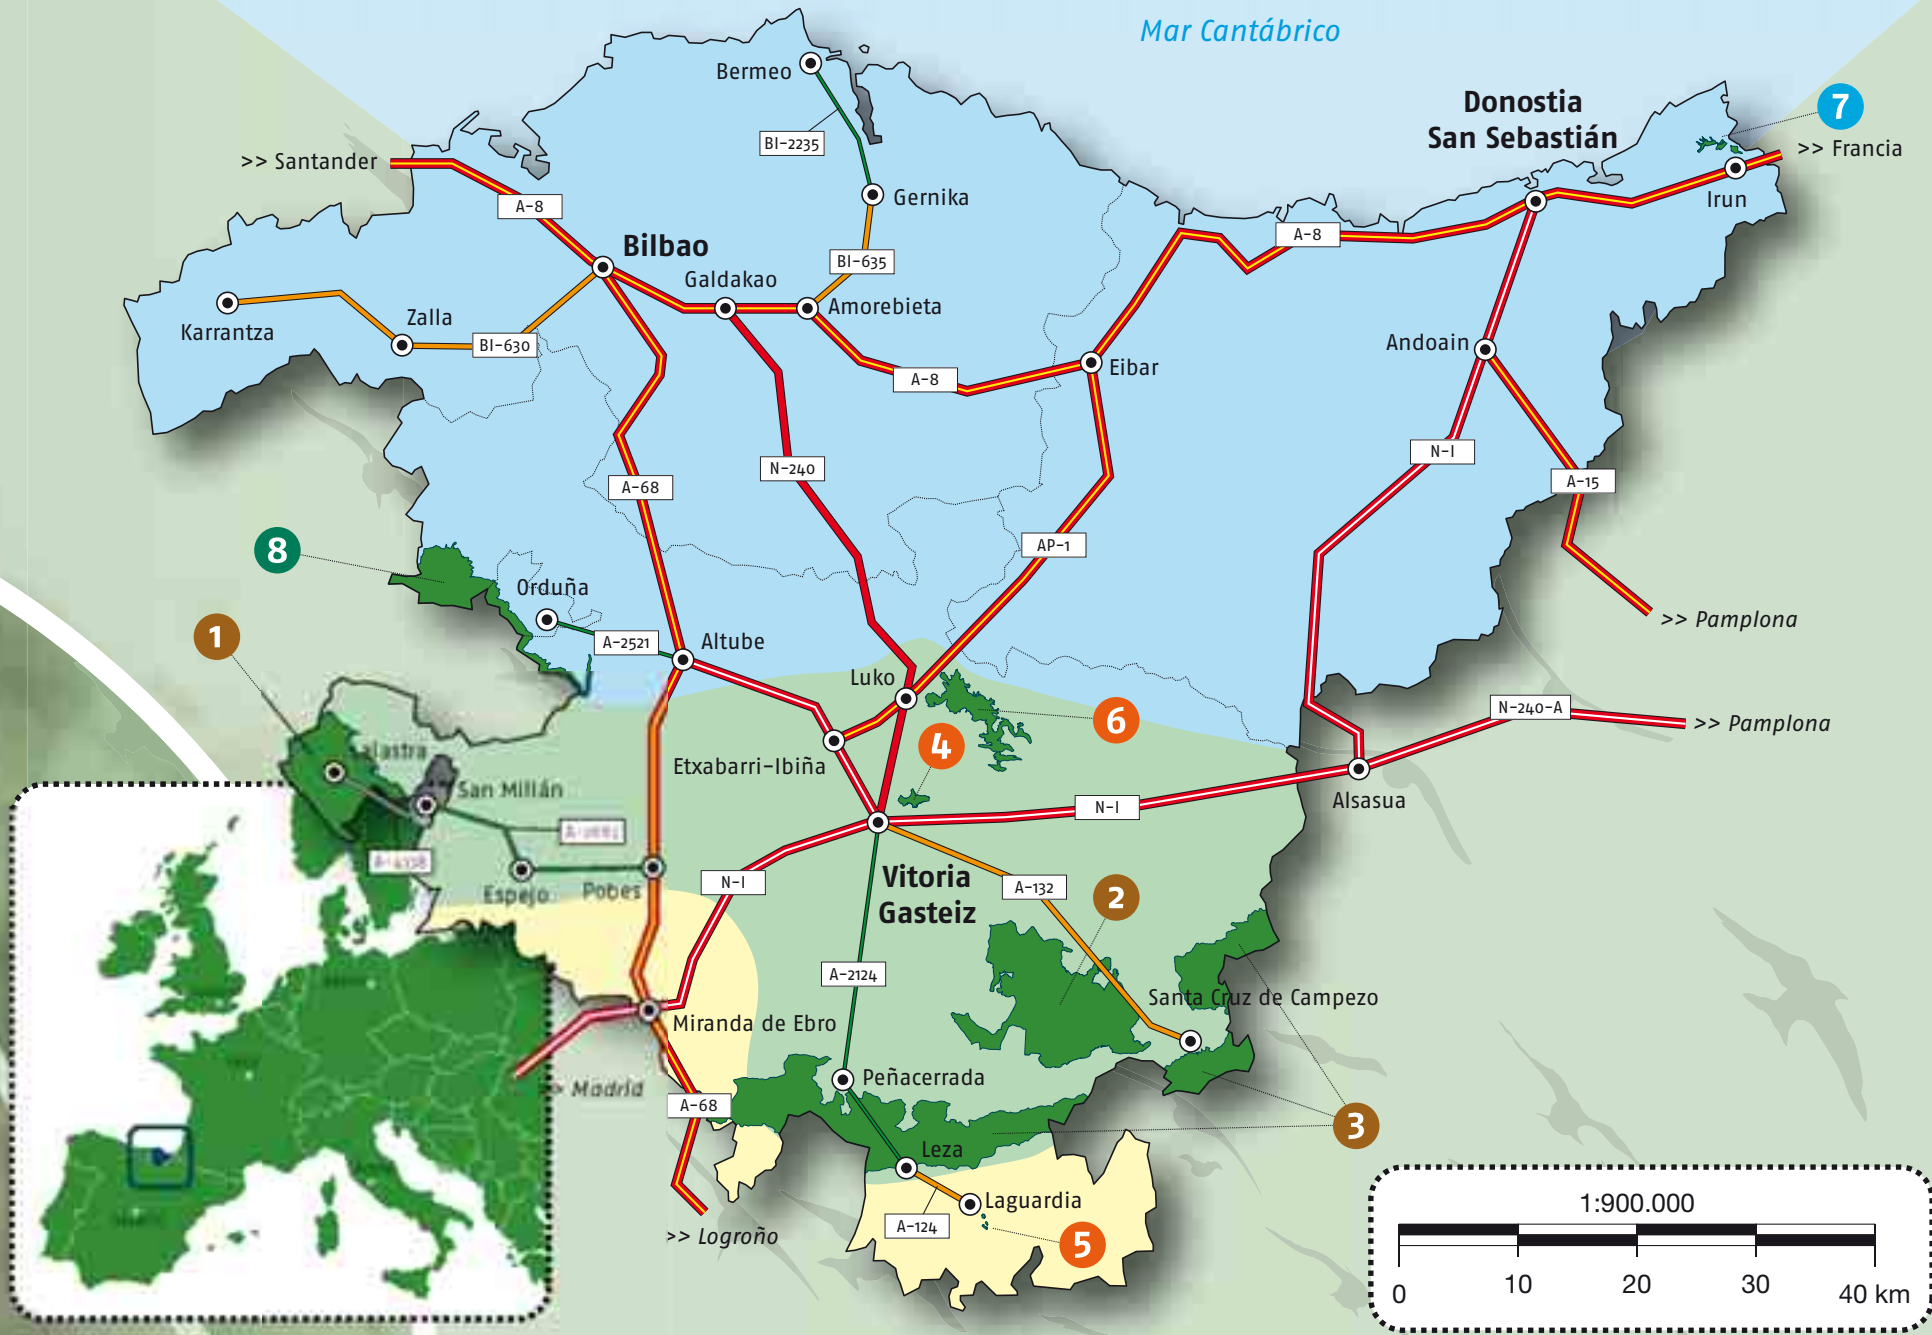 Mar Cantábrico
Bermeo
Donostia
San Sebastián
7
BI-2235
>> Santander
>> Francia
A-8
Gernika
Irun
Bilbao
A-8
BI-635
Galdakao
Amorebieta
Karrantza
Zalla
BI-630
Andoain
Eibar
A-8
N-I
N-240
A-68
A-15
AP-1
8
Orduña
1
A-2521
Altube
>> Pamplona
Luko
6
N-240-A
>> Pamplona
4
Etxabarri-Ibiña
San Millán
Alsasua
N-I
Espejo
Pobes
N-I
Vitoria
Gasteiz
A-132
2
A-2124
Santa Cruz de Campezo
Miranda de Ebro
>> Madrid
Peñacerrada
A-68
3
Leza
Laguardia
A-124
5
>> Logroño
1:900.000
0 10 20 30 40 km